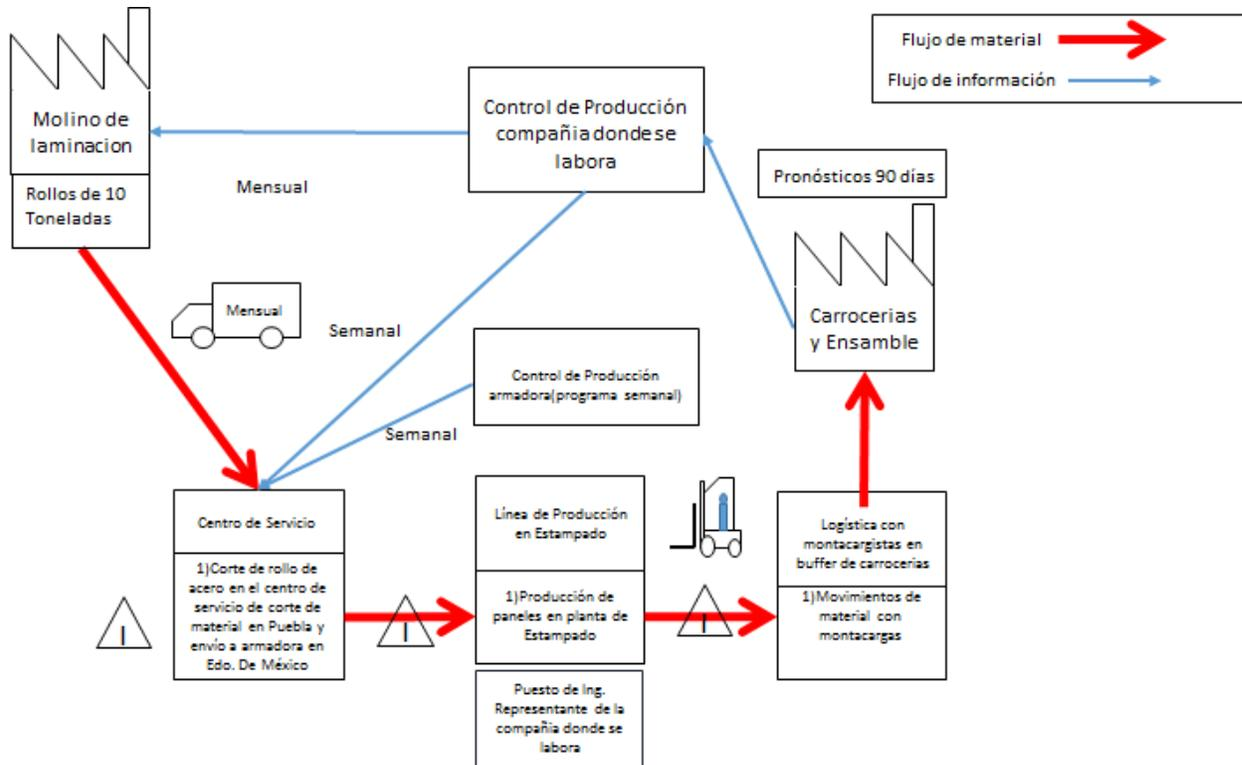 Flujo de material
Flujo de información
Molino de
laminacion
Rollos de 10
Toneladas
Control de Producción
compañia donde se
labora
Mensual
Pronósticos 90 días
Carrocerias
y Ensamble
Mensual
Semanal
Control de Producción
armadora(programa semanal)
Semanal
Centro de Servicio
1)Corte de rollo de
acero en el centro de
servicio de corte de
material en Puebla y
envío a armadora en
Edo. De México
I
I
Línea de Producción
en Estampado
1)Producción de
paneles en planta de
Estampado
Puesto de Ing.
Representante de la
compañia donde se
labora
I
Logística con
montacargistas en
buffer de carrocerias
1)Movimientos de
material con
montacargas